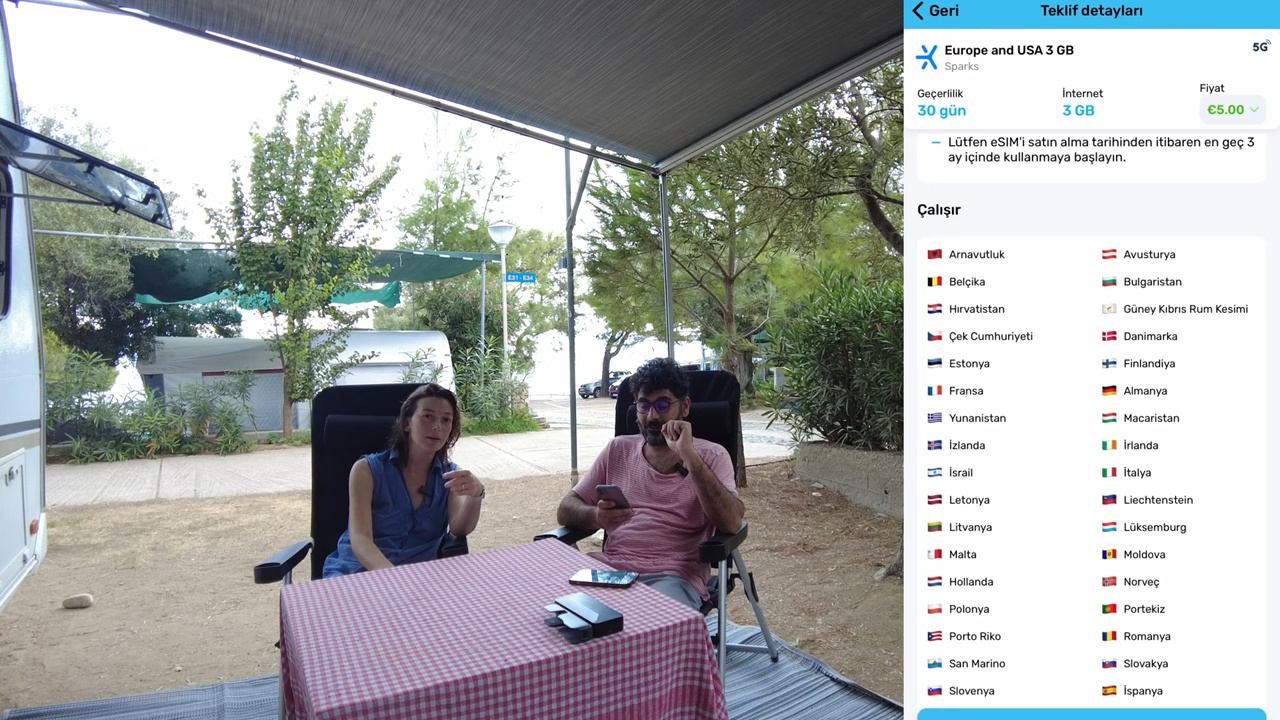 E31 - E34
Geri
Teklif detayları
Europe and USA 3 GB
Sparks
5G
Geçerlilik
30 gün
İnternet
3 GB
Fiyat
€5.00
– Lütfen eSIM'i satın alma tarihinden itibaren en geç 3
ay içinde kullanmaya başlayın.
Çalışır
Arnavutluk
Avusturya
Belçika
Bulgaristan
Hırvatistan
Güney Kıbrıs Rum Kesimi
Çek Cumhuriyeti
Danimarka
Estonya
Finlandiya
Fransa
Almanya
Yunanistan
Macaristan
İzlanda
İrlanda
İsrail
İtalya
Letonya
Liechtenstein
Litvanya
Lüksemburg
Malta
Moldova
Hollanda
Norveç
Polonya
Portekiz
Porto Riko
Romanya
San Marino
Slovakya
Slovenya
İspanya